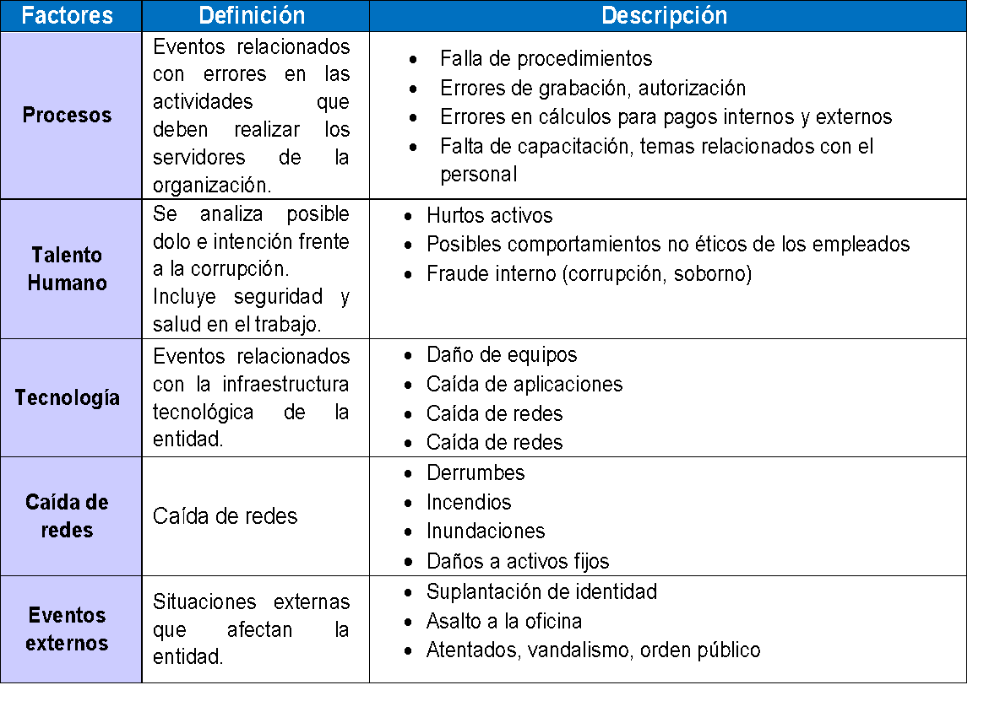 Factores Definición Descripción
Procesos
Eventos relacionados
con errores en las
actividades que
deben realizar los
servidores de la
organización.
• Falla de procedimientos
• Errores de grabación, autorización
• Errores en cálculos para pagos internos y externos
• Falta de capacitación, temas relacionados con el
personal
Talento
Humano
Se analiza posible
dolo e intención frente
a la corrupción.
Incluye seguridad y
salud en el trabajo.
• Hurtos activos
• Posibles comportamientos no éticos de los empleados
• Fraude interno (corrupción, soborno)
Tecnología
Eventos relacionados
con la infraestructura
tecnológica de la
entidad.
• Daño de equipos
• Caída de aplicaciones
• Caída de redes
• Caída de redes
Caída de
redes
Caída de redes
• Derrumbes
• Incendios
• Inundaciones
• Daños a activos fijos
Eventos
externos
Situaciones externas
que afectan la
entidad.
• Suplantación de identidad
• Asalto a la oficina
• Atentados, vandalismo, orden público